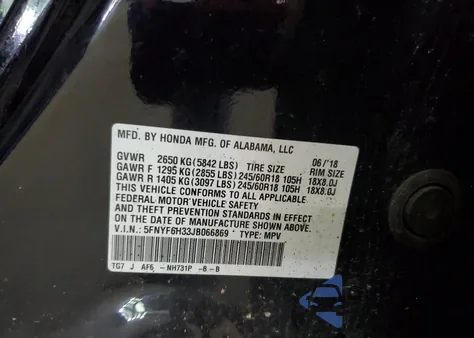 MFD. BY HONDA MFG. OF ALABAMA, LLC
06/'18
GVWR 2650 KG (5842 LBS) TIRE SIZE RIM SIZE
GAWR F 1295 KG (2855 LBS) 245/60R18 105H 18X8.0J
GAWR R 1405 KG (3097 LBS) 245/60R18 105H 18X8.0J
THIS VEHICLE CONFORMS TO ALL APPLICABLE
FEDERAL MOTOR VEHICLE SAFETY
AND THEFT PREVENTION STANDARDS IN EFFECT ON
THE DATE OF MANUFACTURE SHOWN ABOVE.
V.I.N.: 5FNYF6H33JB066869 * TYPE: MPV
TG7 J AF6 - NH731P -B-B